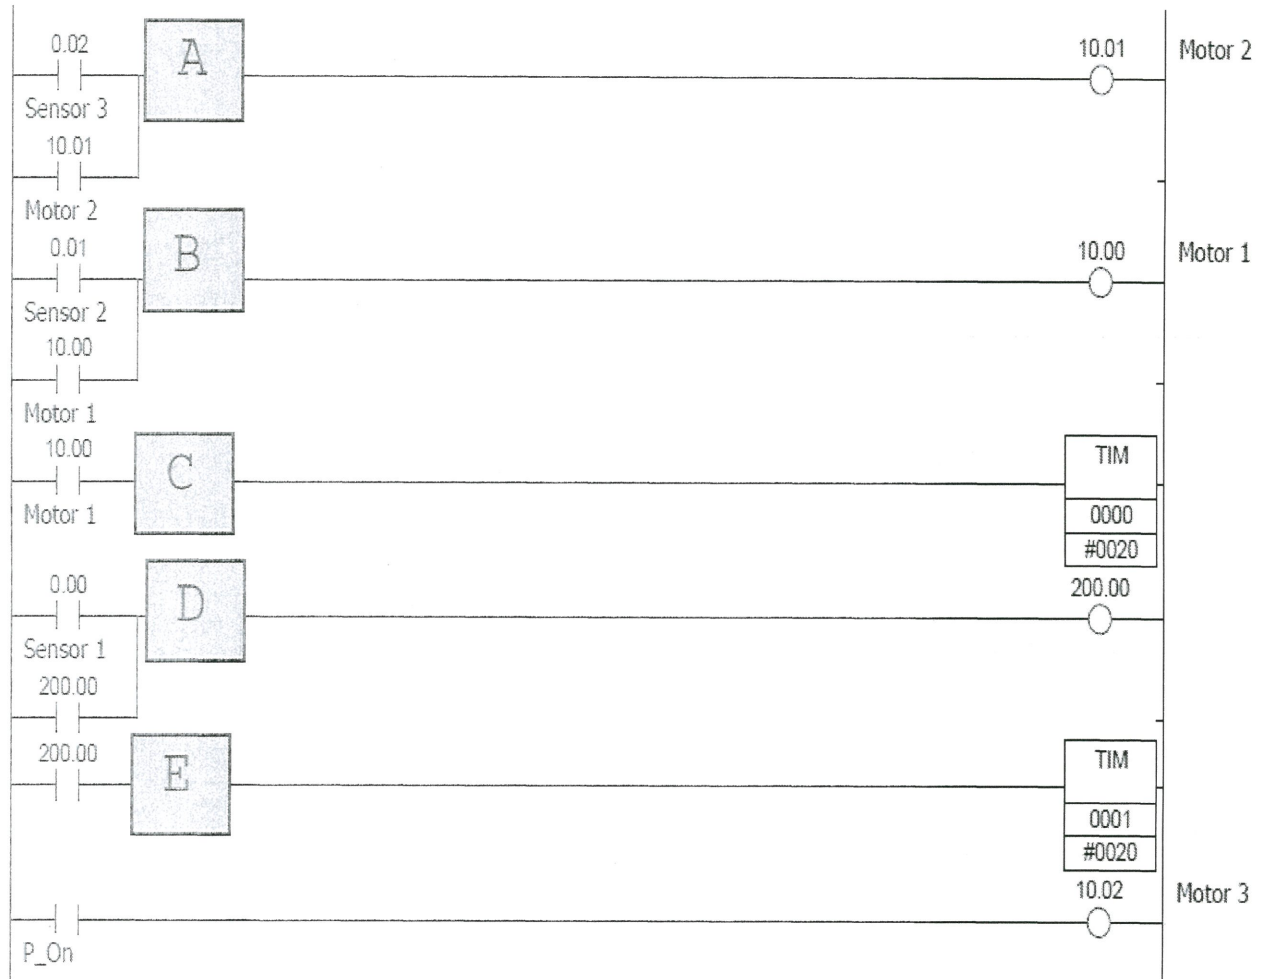 0.02
A
10.01
Motor 2
Sensor 3
10.01
Motor 2
0.01
B
10.00
Motor 1
Sensor 2
10.00
Motor 1
10.00
C
TIM
Motor 1
0000
#0020
0.00
D
200.00
Sensor 1
200.00
200.00
E
TIM
0001
#0020
10.02
Motor 3
P_On